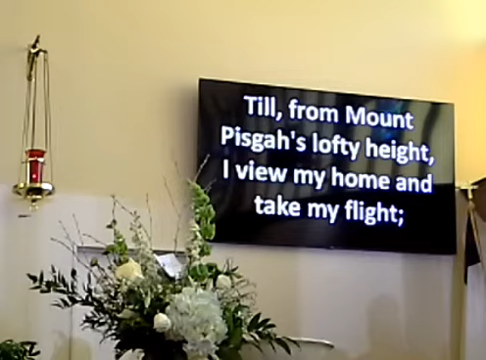 Till, from Mount
Pisgah's lofty height,
I view my home and
take my flight;